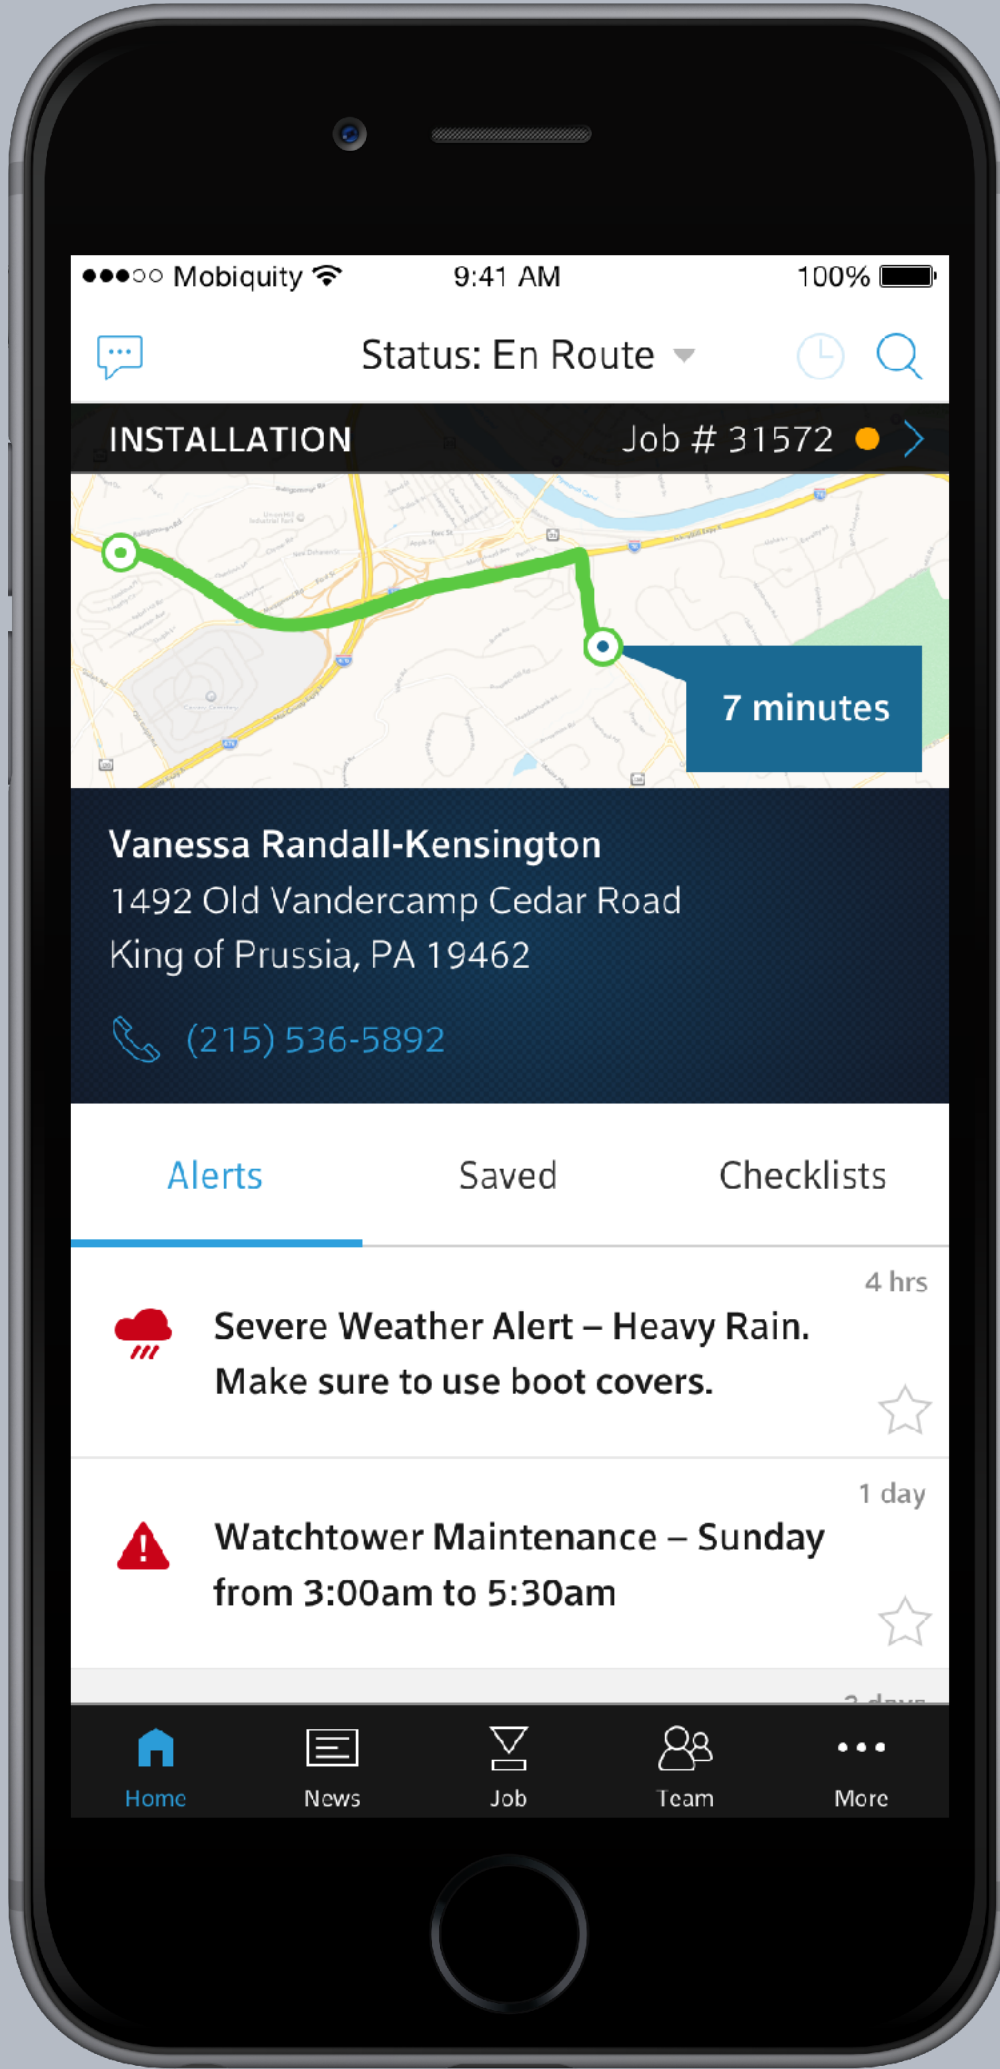 Mobiquity 9:41 AM 100%
Status: En Route
INSTALLATION Job # 31572
7 minutes
Vanessa Randall-Kensington
1492 Old Vandercamp Cedar Road
King of Prussia, PA 19462
(215) 536-5892
Alerts Saved Checklists
4 hrs
Severe Weather Alert – Heavy Rain.
Make sure to use boot covers.
1 day
Watchtower Maintenance – Sunday
from 3:00am to 5:30am
Home News Job Team More